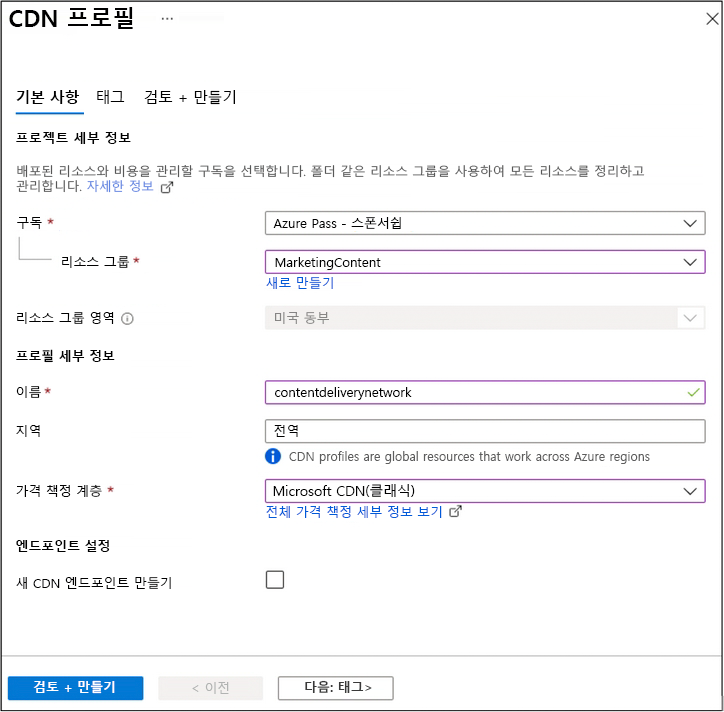 CDN 프로필 ...
기본 사항 태그 검토 + 만들기
프로젝트 세부 정보
배포된 리소스와 비용을 관리할 구독을 선택합니다. 폴더 같은 리소스 그룹을 사용하여 모든 리소스를 정리하고
관리합니다. 자세한 정보
구독 * Azure Pass - 스폰서쉽
리소스 그룹 * MarketingContent
새로 만들기
리소스 그룹 영역 미국 동부
프로필 세부 정보
이름 * contentdeliverynetwork
지역 전역
CDN profiles are global resources that work across Azure regions
가격 책정 계층 * Microsoft CDN(클래식)
전체 가격 책정 세부 정보 보기
엔드포인트 설정
새 CDN 엔드포인트 만들기
검토 + 만들기 < 이전 다음: 태그>